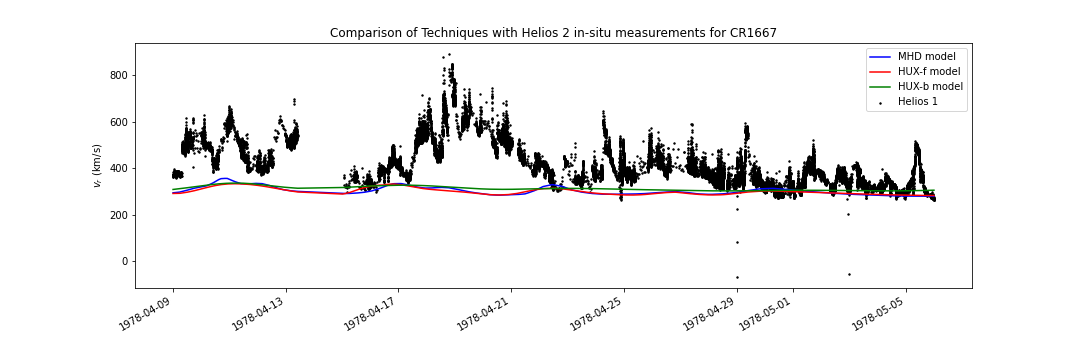 Comparison of Techniques with Helios 2 in-situ measurements for CR1667
MHD model
HUX-f model
HUX-b model
Helios 1
800
600
400
200
0
v_r (km/s)
1978-04-09
1978-04-13
1978-04-17
1978-04-21
1978-04-25
1978-04-29
1978-05-01
1978-05-05